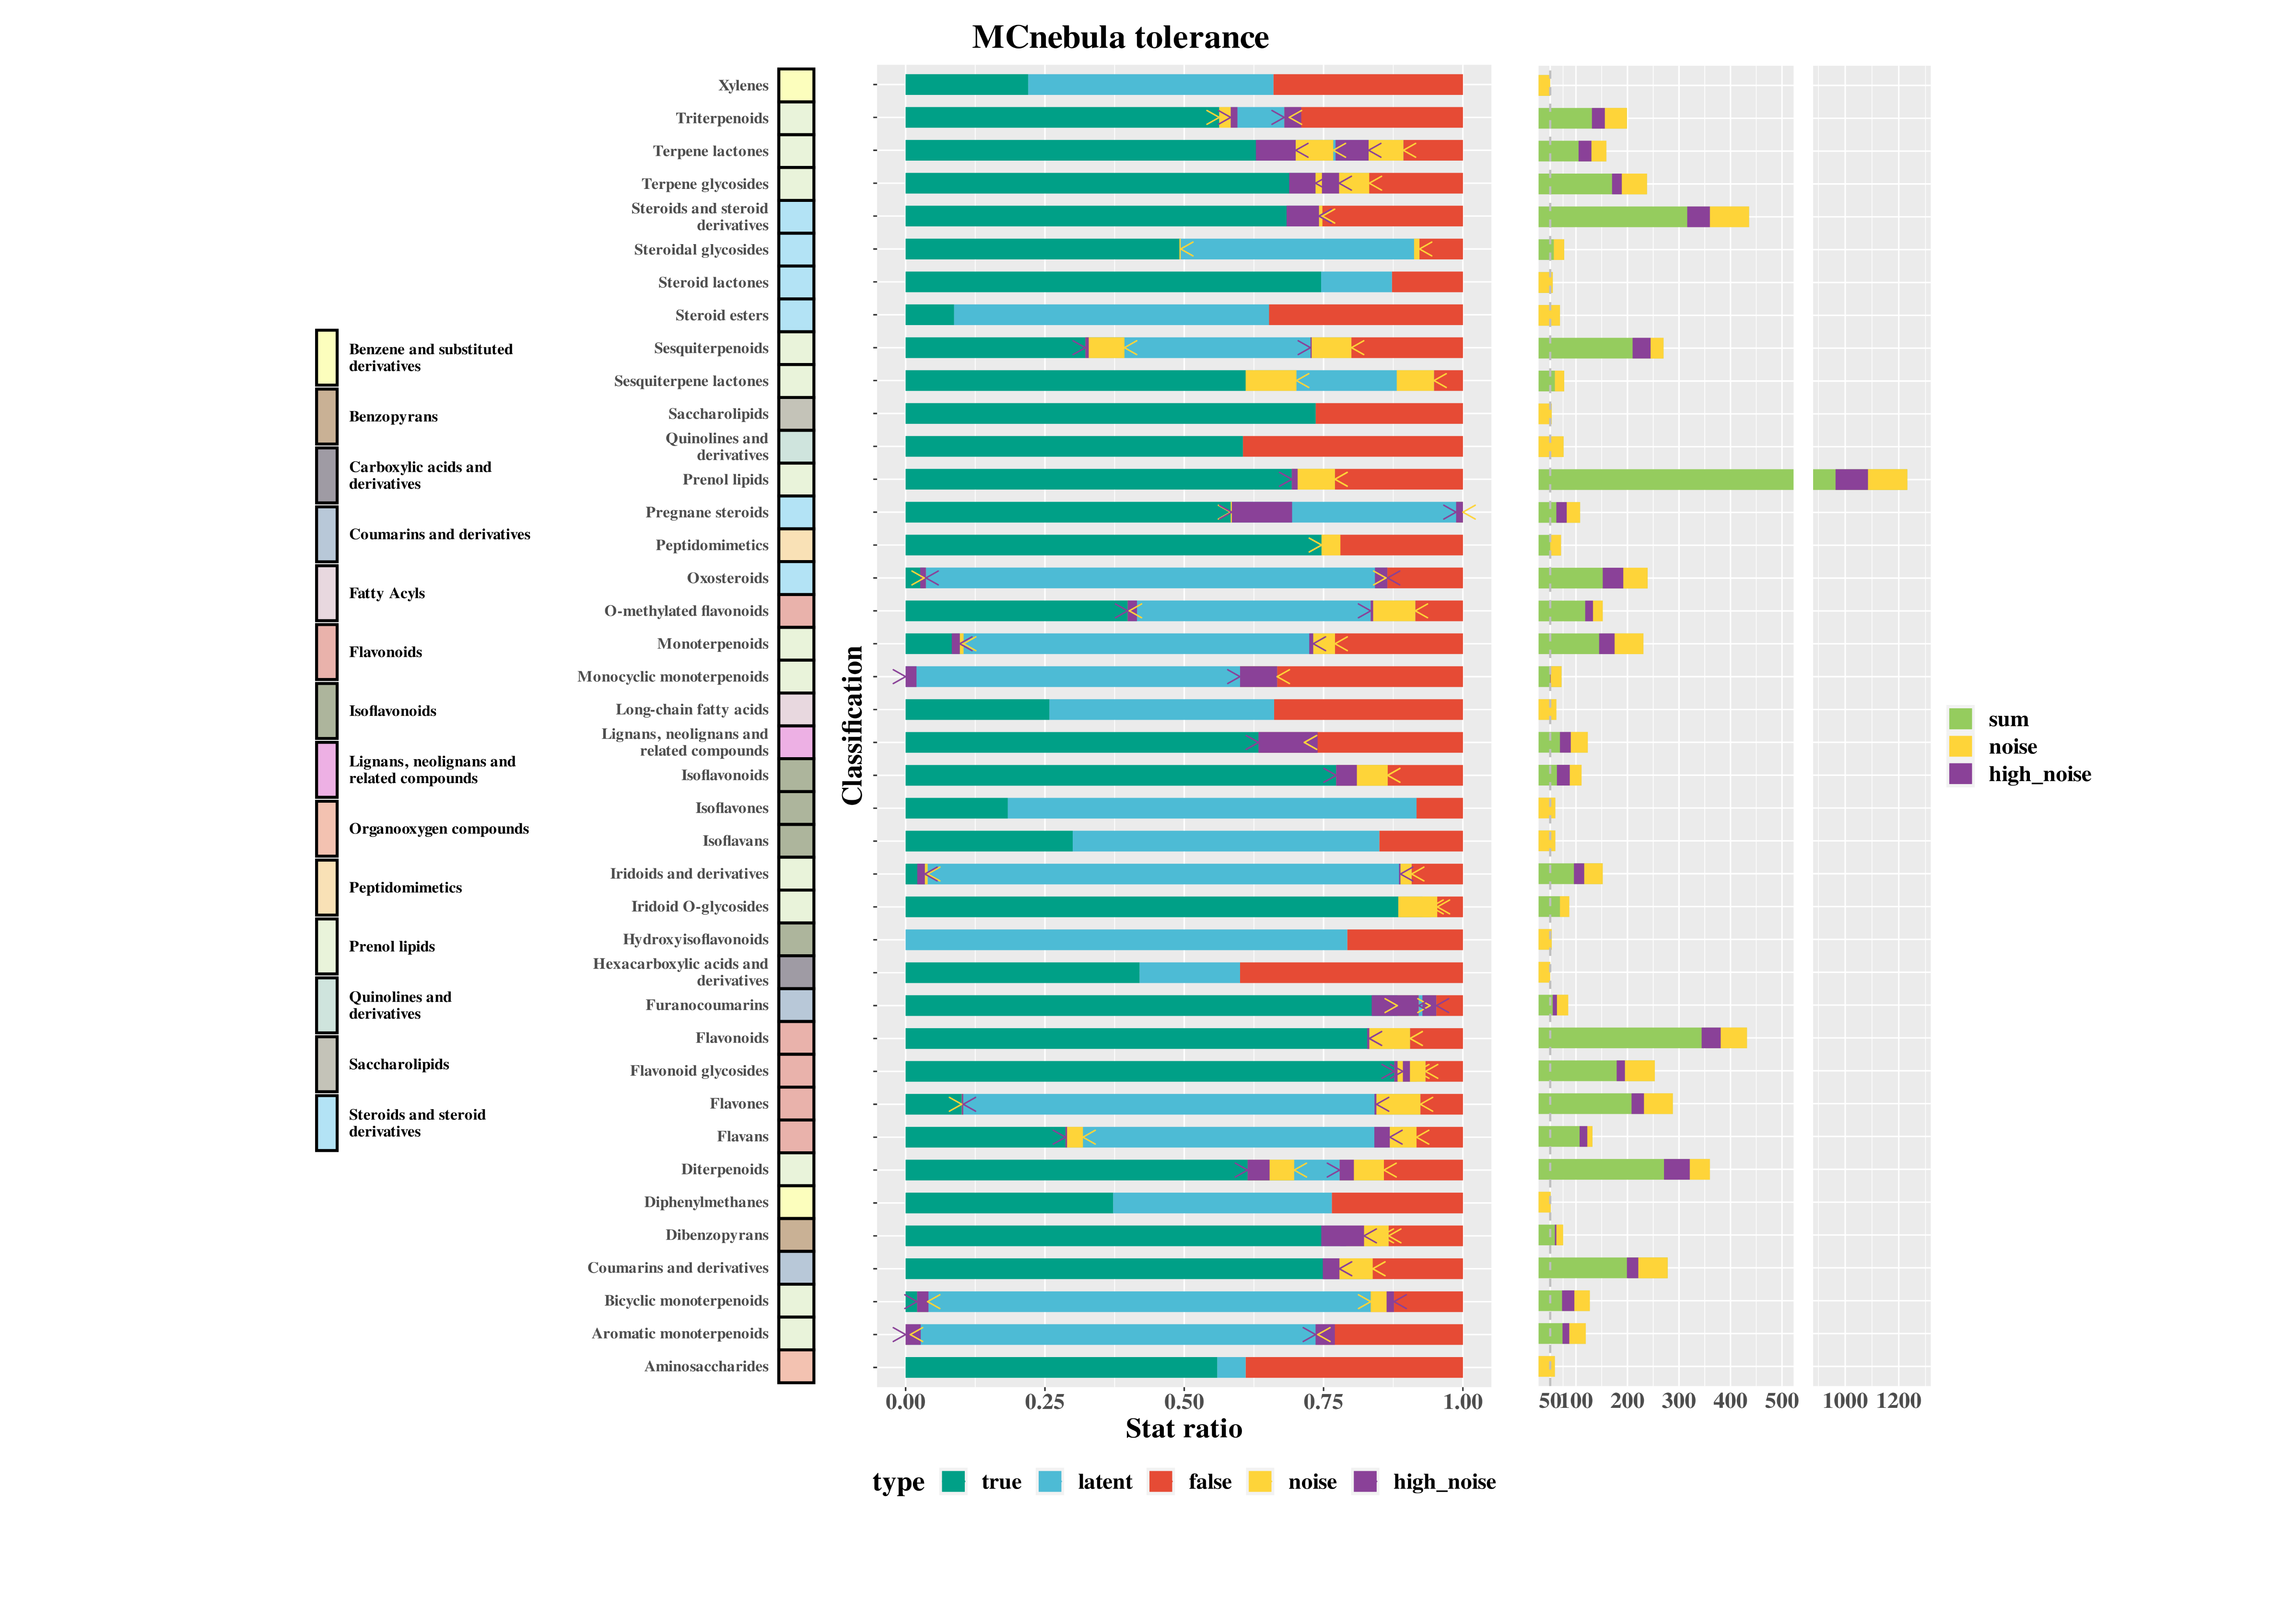 MCnebula tolerance
Xylenes
Triterpenoids
Terpene lactones
Terpene glycosides
Steroids and steroid
derivatives
Steroidal glycosides
Steroid lactones
Steroid esters
Sesquiterpenoids
Sesquiterpene lactones
Saccharolipids
Quinolines and
derivatives
Prenol lipids
Pregnane steroids
Peptidomimetics
Oxosteroids
O-methylated flavonoids
Monoterpenoids
Monocyclic monoterpenoids
Long-chain fatty acids
Lignans, neolignans and
related compounds
Isoflavonoids
Isoflavones
Isoflavans
Iridoids and derivatives
Iridoid O-glycosides
Hydroxyisoflavonoids
Hexacarboxylic acids and
derivatives
Furanocoumarins
Flavonoids
Flavonoid glycosides
Flavones
Flavans
Diterpenoids
Diphenylmethanes
Dibenzopyrans
Coumarins and derivatives
Bicyclic monoterpenoids
Aromatic monoterpenoids
Aminosaccharides
Benzene and substituted
derivatives
Benzopyrans
Carboxylic acids and
derivatives
Coumarins and derivatives
Fatty Acyls
Flavonoids
Isoflavonoids
Lignans, neolignans and
related compounds
Organooxygen compounds
Peptidomimetics
Prenol lipids
Quinolines and
derivatives
Saccharolipids
Steroids and steroid
derivatives
Classification
0.00 0.25 0.50 0.75 1.00
Stat ratio
50 100 200 300 400 500 1000 1200
sum
noise
high_noise
type true latent false noise high_noise